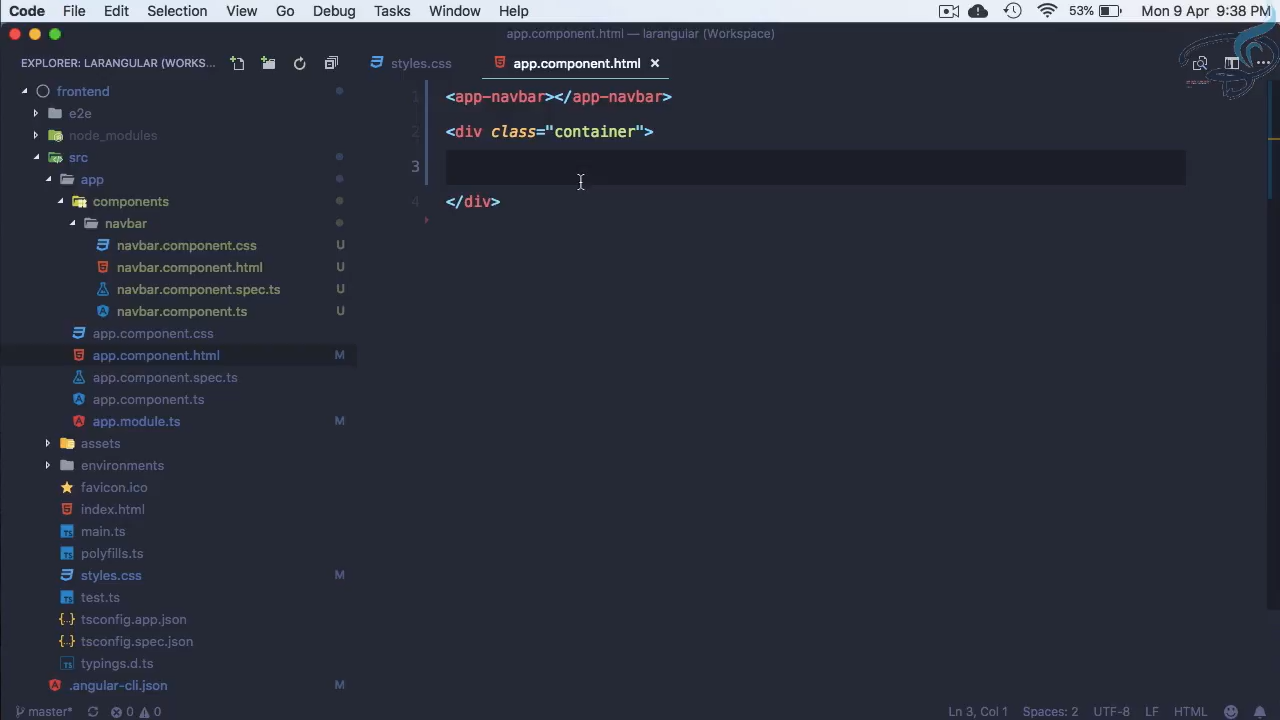 Code File Edit Selection View Go Debug Tasks Window Help 53% Mon 9 Apr 9:38 PM
app.component.html — larangular (Workspace)
EXPLORER: LARANGULAR (WORKS...
styles.css app.component.html ×
frontend
e2e
node_modules
src
app
components
navbar
navbar.component.css U
navbar.component.html U
navbar.component.spec.ts U
navbar.component.ts U
app.component.css
app.component.html M
app.component.spec.ts
app.component.ts
app.module.ts M
assets
environments
favicon.ico
index.html
main.ts
polyfills.ts
styles.css M
test.ts
tsconfig.app.json
tsconfig.spec.json
typings.d.ts
.angular-cli.json M
1 <app-navbar></app-navbar>
2 <div class="container">
3
4 </div>
master* 0 0 Ln 3, Col 1 Spaces: 2 UTF-8 LF HTML